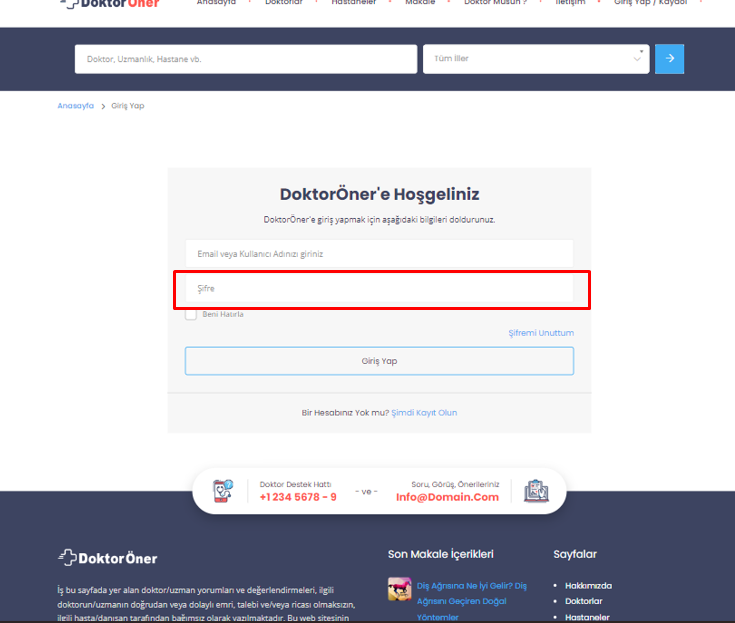 DoktorÖner
Anasayfa Doktorlar Hastaneler Makale Doktor Musun ? İletişim Giriş Yap / Kaydol
Doktor, Uzmanlık, Hastane vb.
Tüm İller
Anasayfa > Giriş Yap
DoktorÖner'e Hoşgeliniz
DoktorÖner'e giriş yapmak için aşağıdaki bilgileri doldurunuz.
Email veya Kullanıcı Adınızı giriniz
Şifre
Beni Hatırla
Şifremi Unuttum
Giriş Yap
Bir Hesabınız Yok mu? Şimdi Kayıt Olun
Doktor Destek Hattı
+1 234 5678 - 9
- ve -
Soru, Görüş, Önerileriniz
Info@Domain.Com
DoktorÖner
İş bu sayfada yer alan doktor/uzman yorumları ve değerlendirmeleri, ilgili
doktorun/uzmanın doğrudan veya dolaylı emri, talebi ve/veya ricası olmaksızın,
ilgili hasta/danışan tarafından bağımsız olarak yazılmaktadır. Bu web sitesinin
Son Makale İçerikleri
Diş Ağrısına Ne İyi Gelir? Diş
Ağrısını Geçiren Doğal
Yöntemler
Sayfalar
Hakkımızda
Doktorlar
Hastaneler